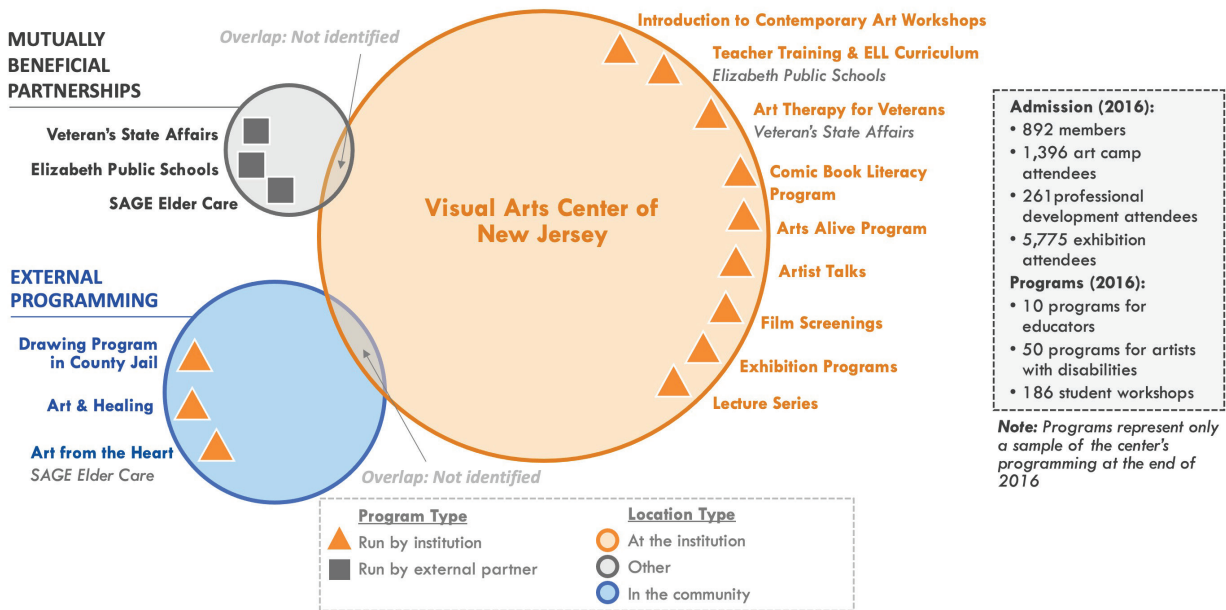 MUTUALLY
BENEFICIAL
PARTNERSHIPS
Overlap: Not identified
Veteran's State Affairs
Elizabeth Public Schools
SAGE Elder Care
EXTERNAL
PROGRAMMING
Drawing Program
in County Jail
Art & Healing
Art from the Heart
SAGE Elder Care
Overlap: Not identified
Visual Arts Center of
New Jersey
Introduction to Contemporary Art Workshops
Teacher Training & ELL Curriculum
Elizabeth Public Schools
Art Therapy for Veterans
Veteran's State Affairs
Comic Book Literacy
Program
Arts Alive Program
Artist Talks
Film Screenings
Exhibition Programs
Lecture Series
Admission (2016):
• 892 members
• 1,396 art camp
attendees
• 261professional
development attendees
• 5,775 exhibition
attendees
Programs (2016):
• 10 programs for
educators
• 50 programs for artists
with disabilities
• 186 student workshops
Note: Programs represent only
a sample of the center's
programming at the end of
2016
Program Type
Run by institution
Run by external partner
Location Type
At the institution
Other
In the community